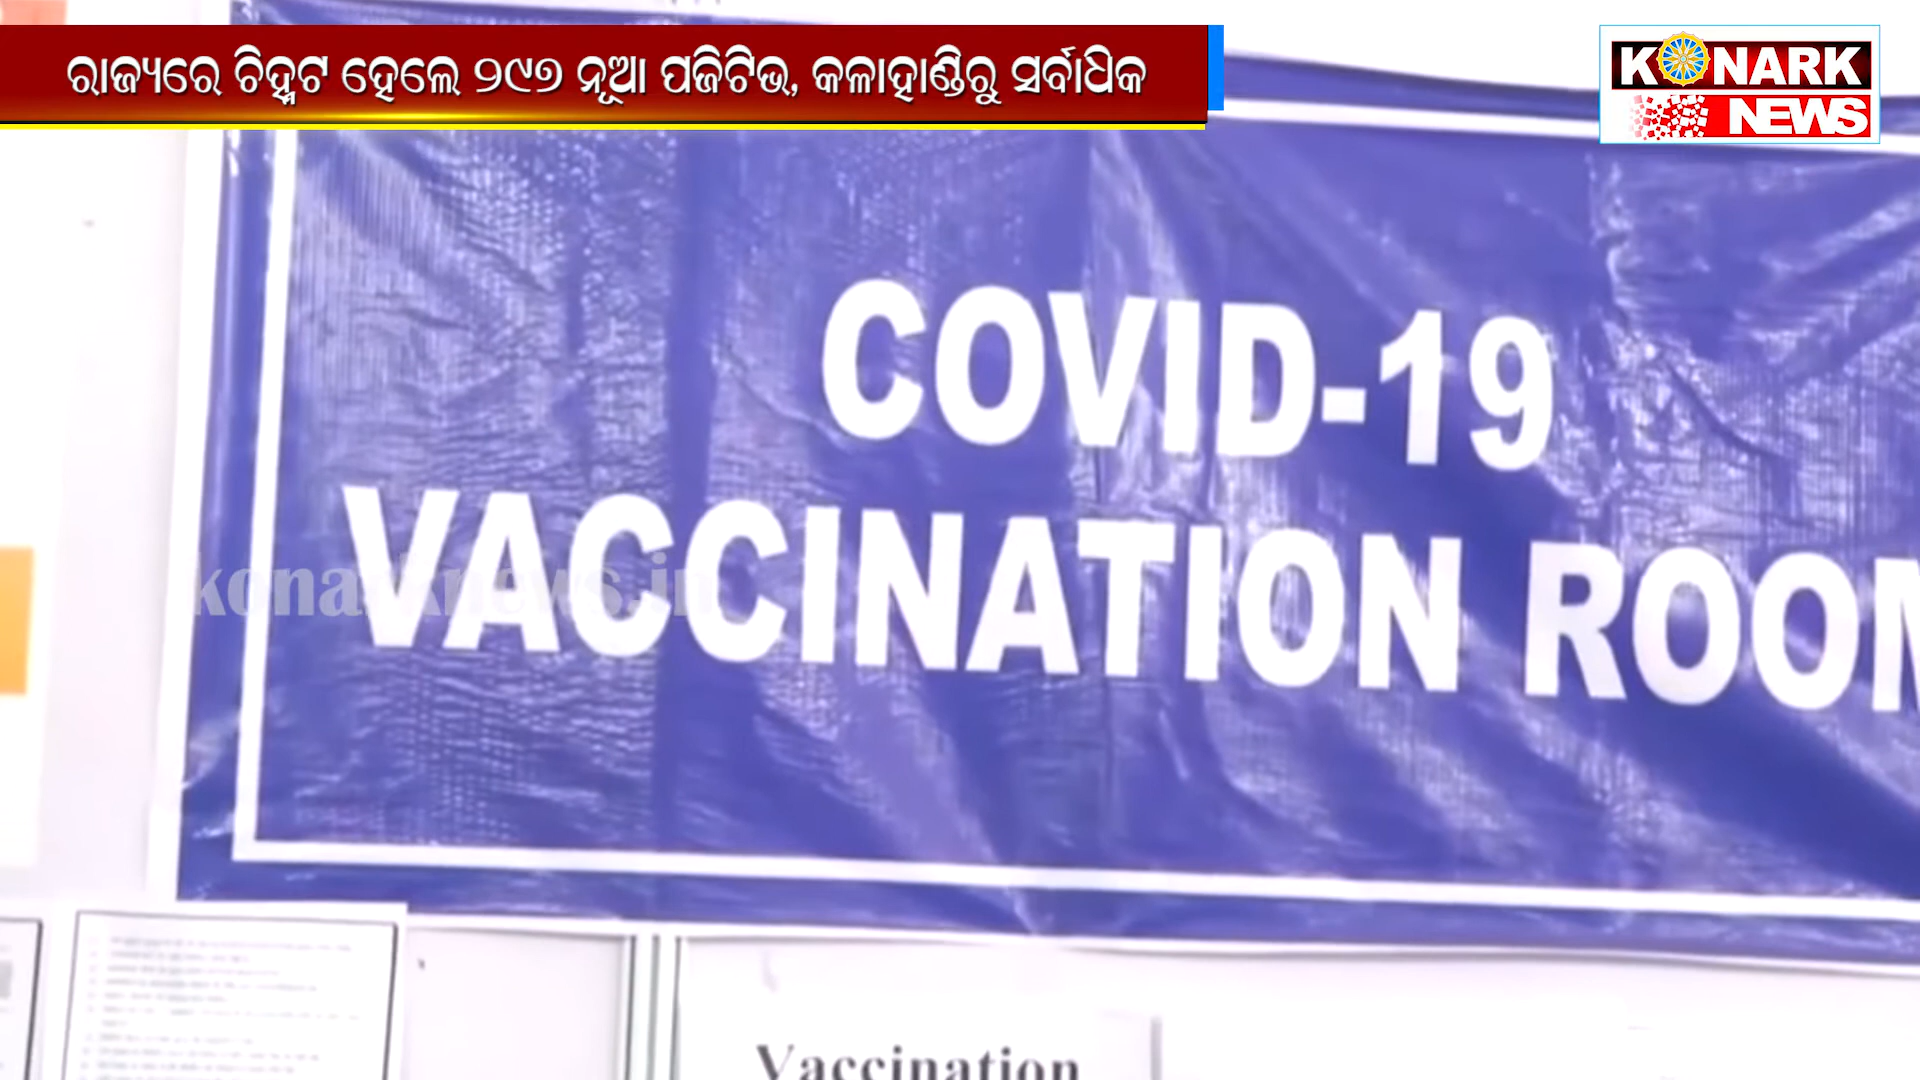 ରାଜ୍ୟରେ ଚିହ୍ନଟ ହେଲେ ୨୯୭ ନୂଆ ପଜିଟିଭ, କଳାହାଣ୍ଡିରୁ ସର୍ବାଧିକ
KONARK
NEWS
COVID-19
VACCINATION ROOM
konarknews.in
Vaccination